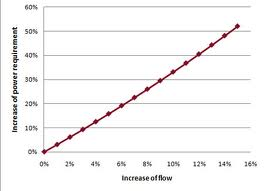 Increase of power requirement
60%
50%
40%
30%
20%
10%
0%
0% 2% 4% 6% 8% 10% 12% 14% 16%
Increase of flow